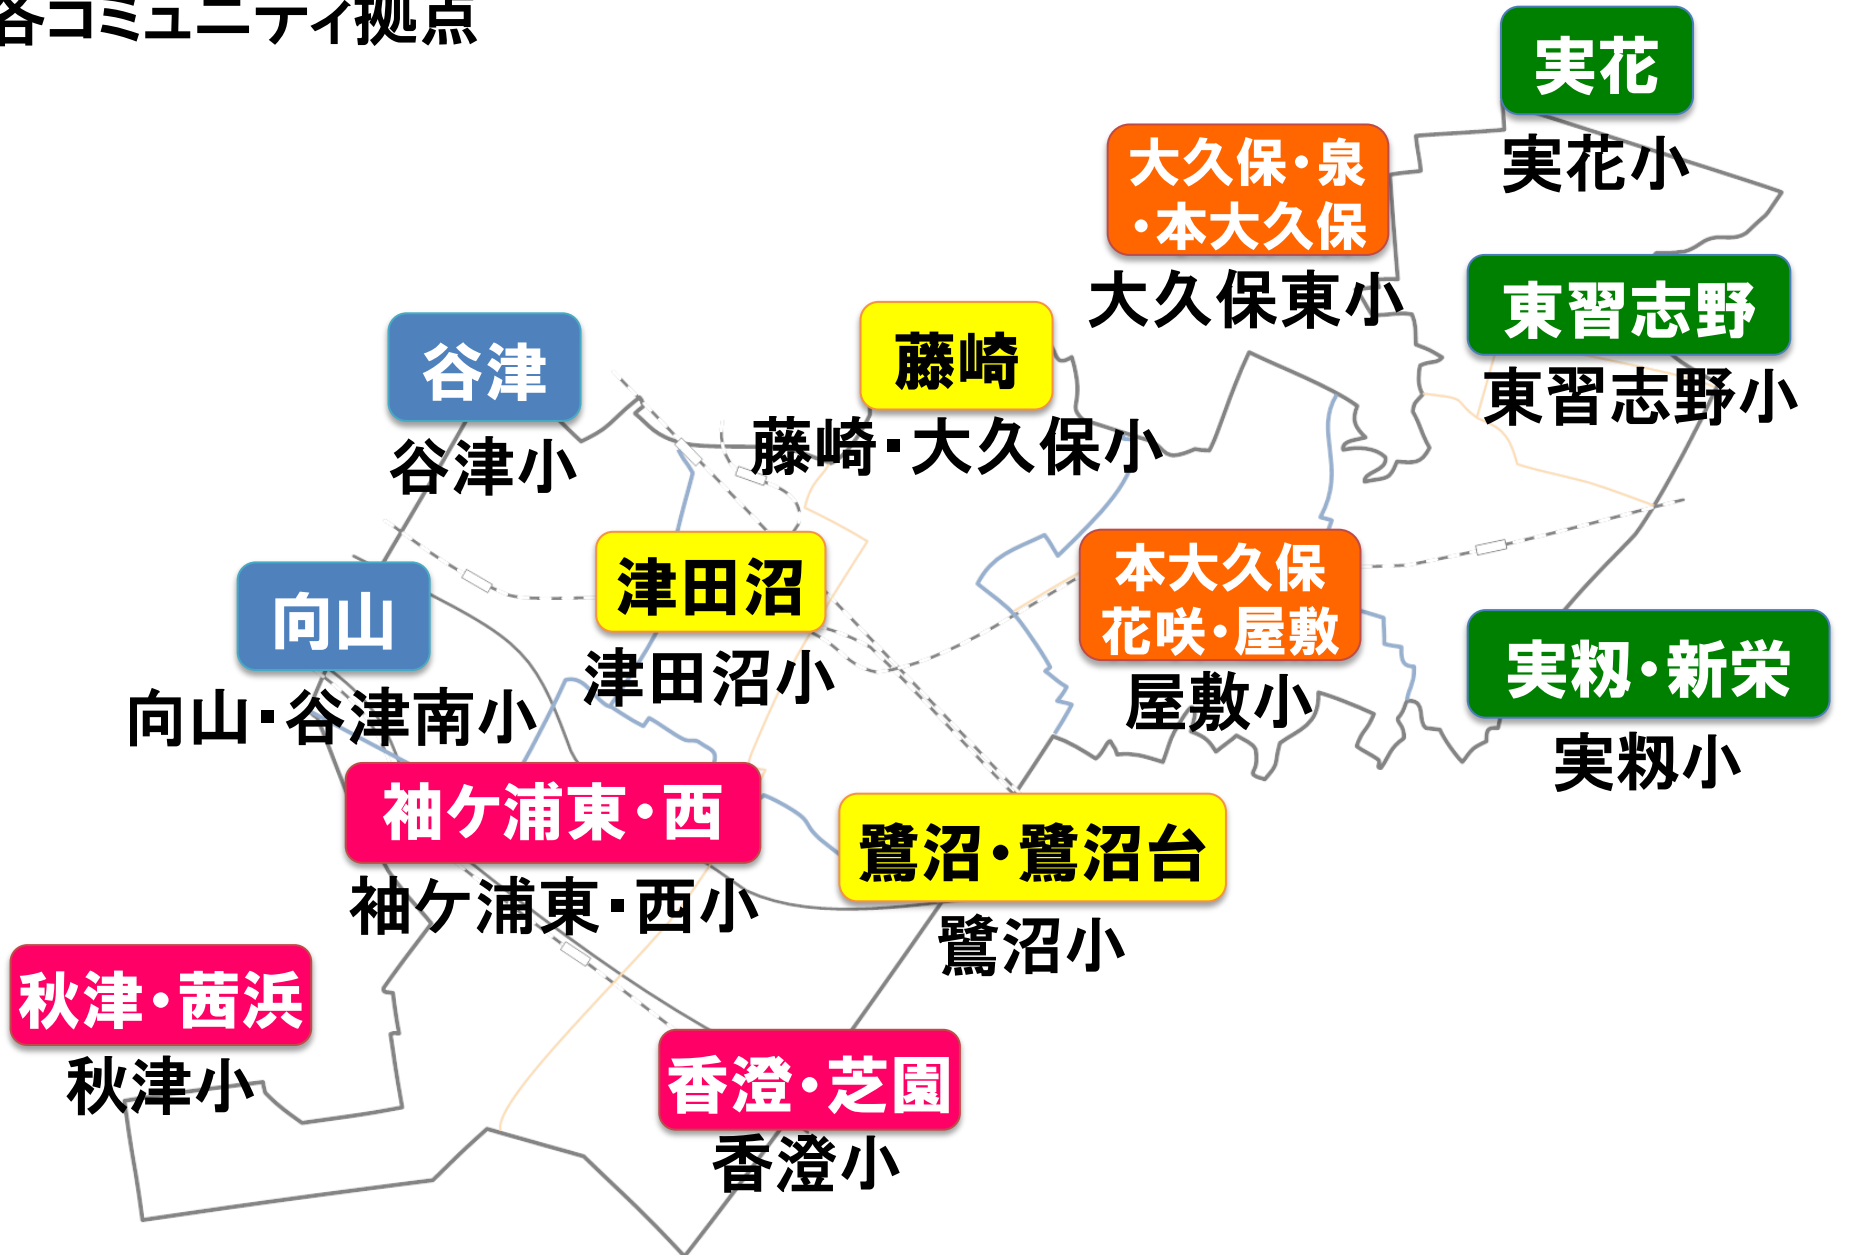 各コミュニティ拠点
実花
実花小
大久保・泉
・本大久保
大久保東小
東習志野
東習志野小
藤崎
藤崎・大久保小
谷津
谷津小
津田沼
津田沼小
本大久保
花咲・屋敷
屋敷小
向山
向山・谷津南小
実籾・新栄
実籾小
袖ケ浦東・西
袖ケ浦東・西小
鷺沼・鷺沼台
鷺沼小
秋津・茜浜
秋津小
香澄・芝園
香澄小